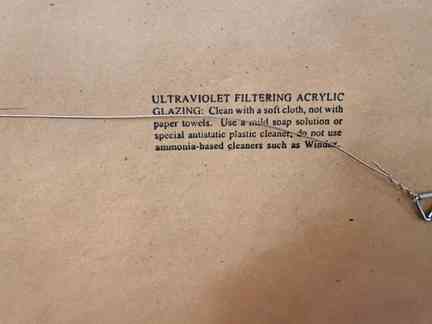 ULTRAVIOLET FILTERING ACRYLIC
GLAZING: Clean with a soft cloth, not with
paper towels. Use a mild soap solution or
special antistatic plastic cleaner, do not use
ammonia-based cleaners such as